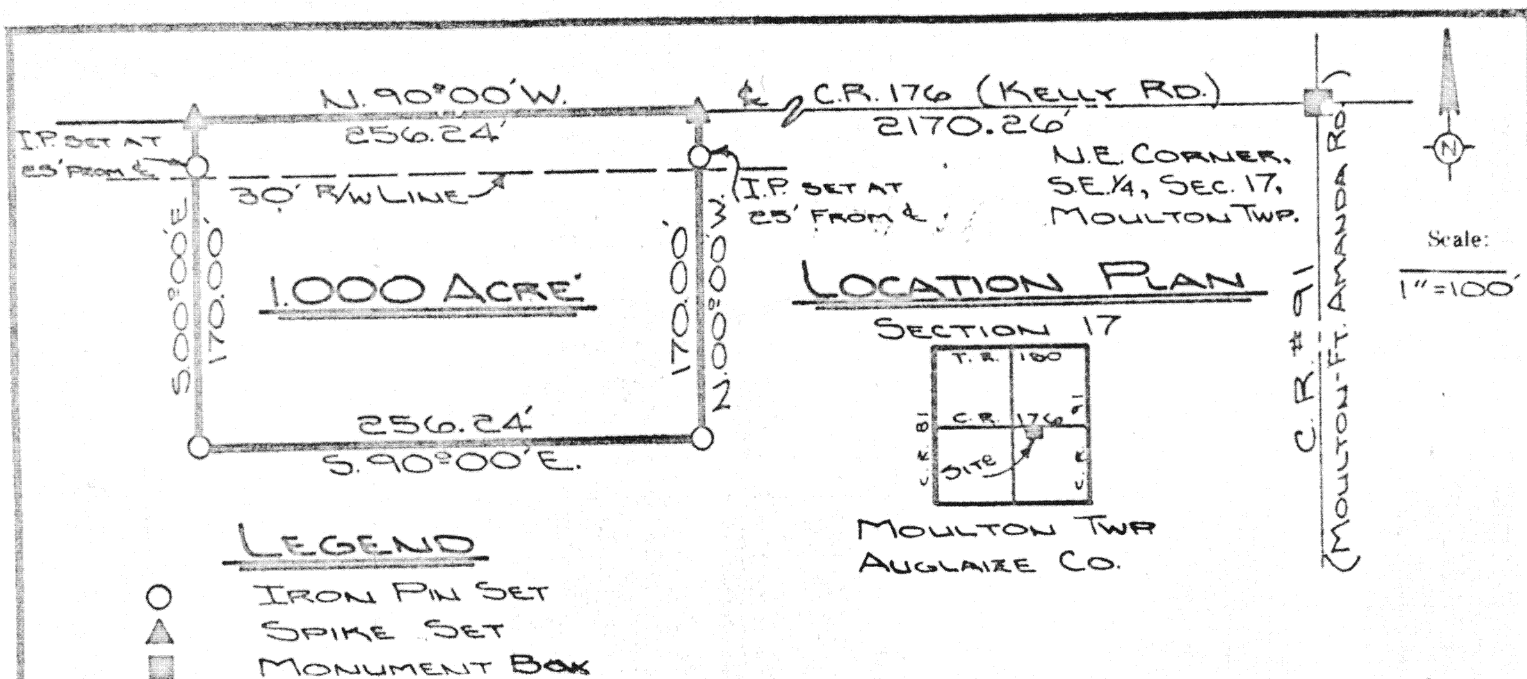 N. 90°00' W.
256.24'
℄ C.R. 176 (KELLY RD.)
2170.26'
I.P. SET AT
25' FROM ℄
30' R/W LINE
I.P. SET AT
25' FROM ℄
N.E. CORNER,
S.E. 1/4, SEC. 17,
MOULTON TWP.
N
Scale:
1"=100'
S.00°00'E.
170.00'
1.000 ACRE
170.00'
N.00°00'W.
256.24'
S.90°00'E.
LOCATION PLAN
SECTION 17
T.R. 180
C.R. 176
C.R. 81
C.R. 91
SITE
MOULTON TWP
AUGLAIZE CO.
C.R. #91
(MOULTON-FT. AMANDA RD.)
LEGEND
IRON PIN SET
SPIKE SET
MONUMENT BOX